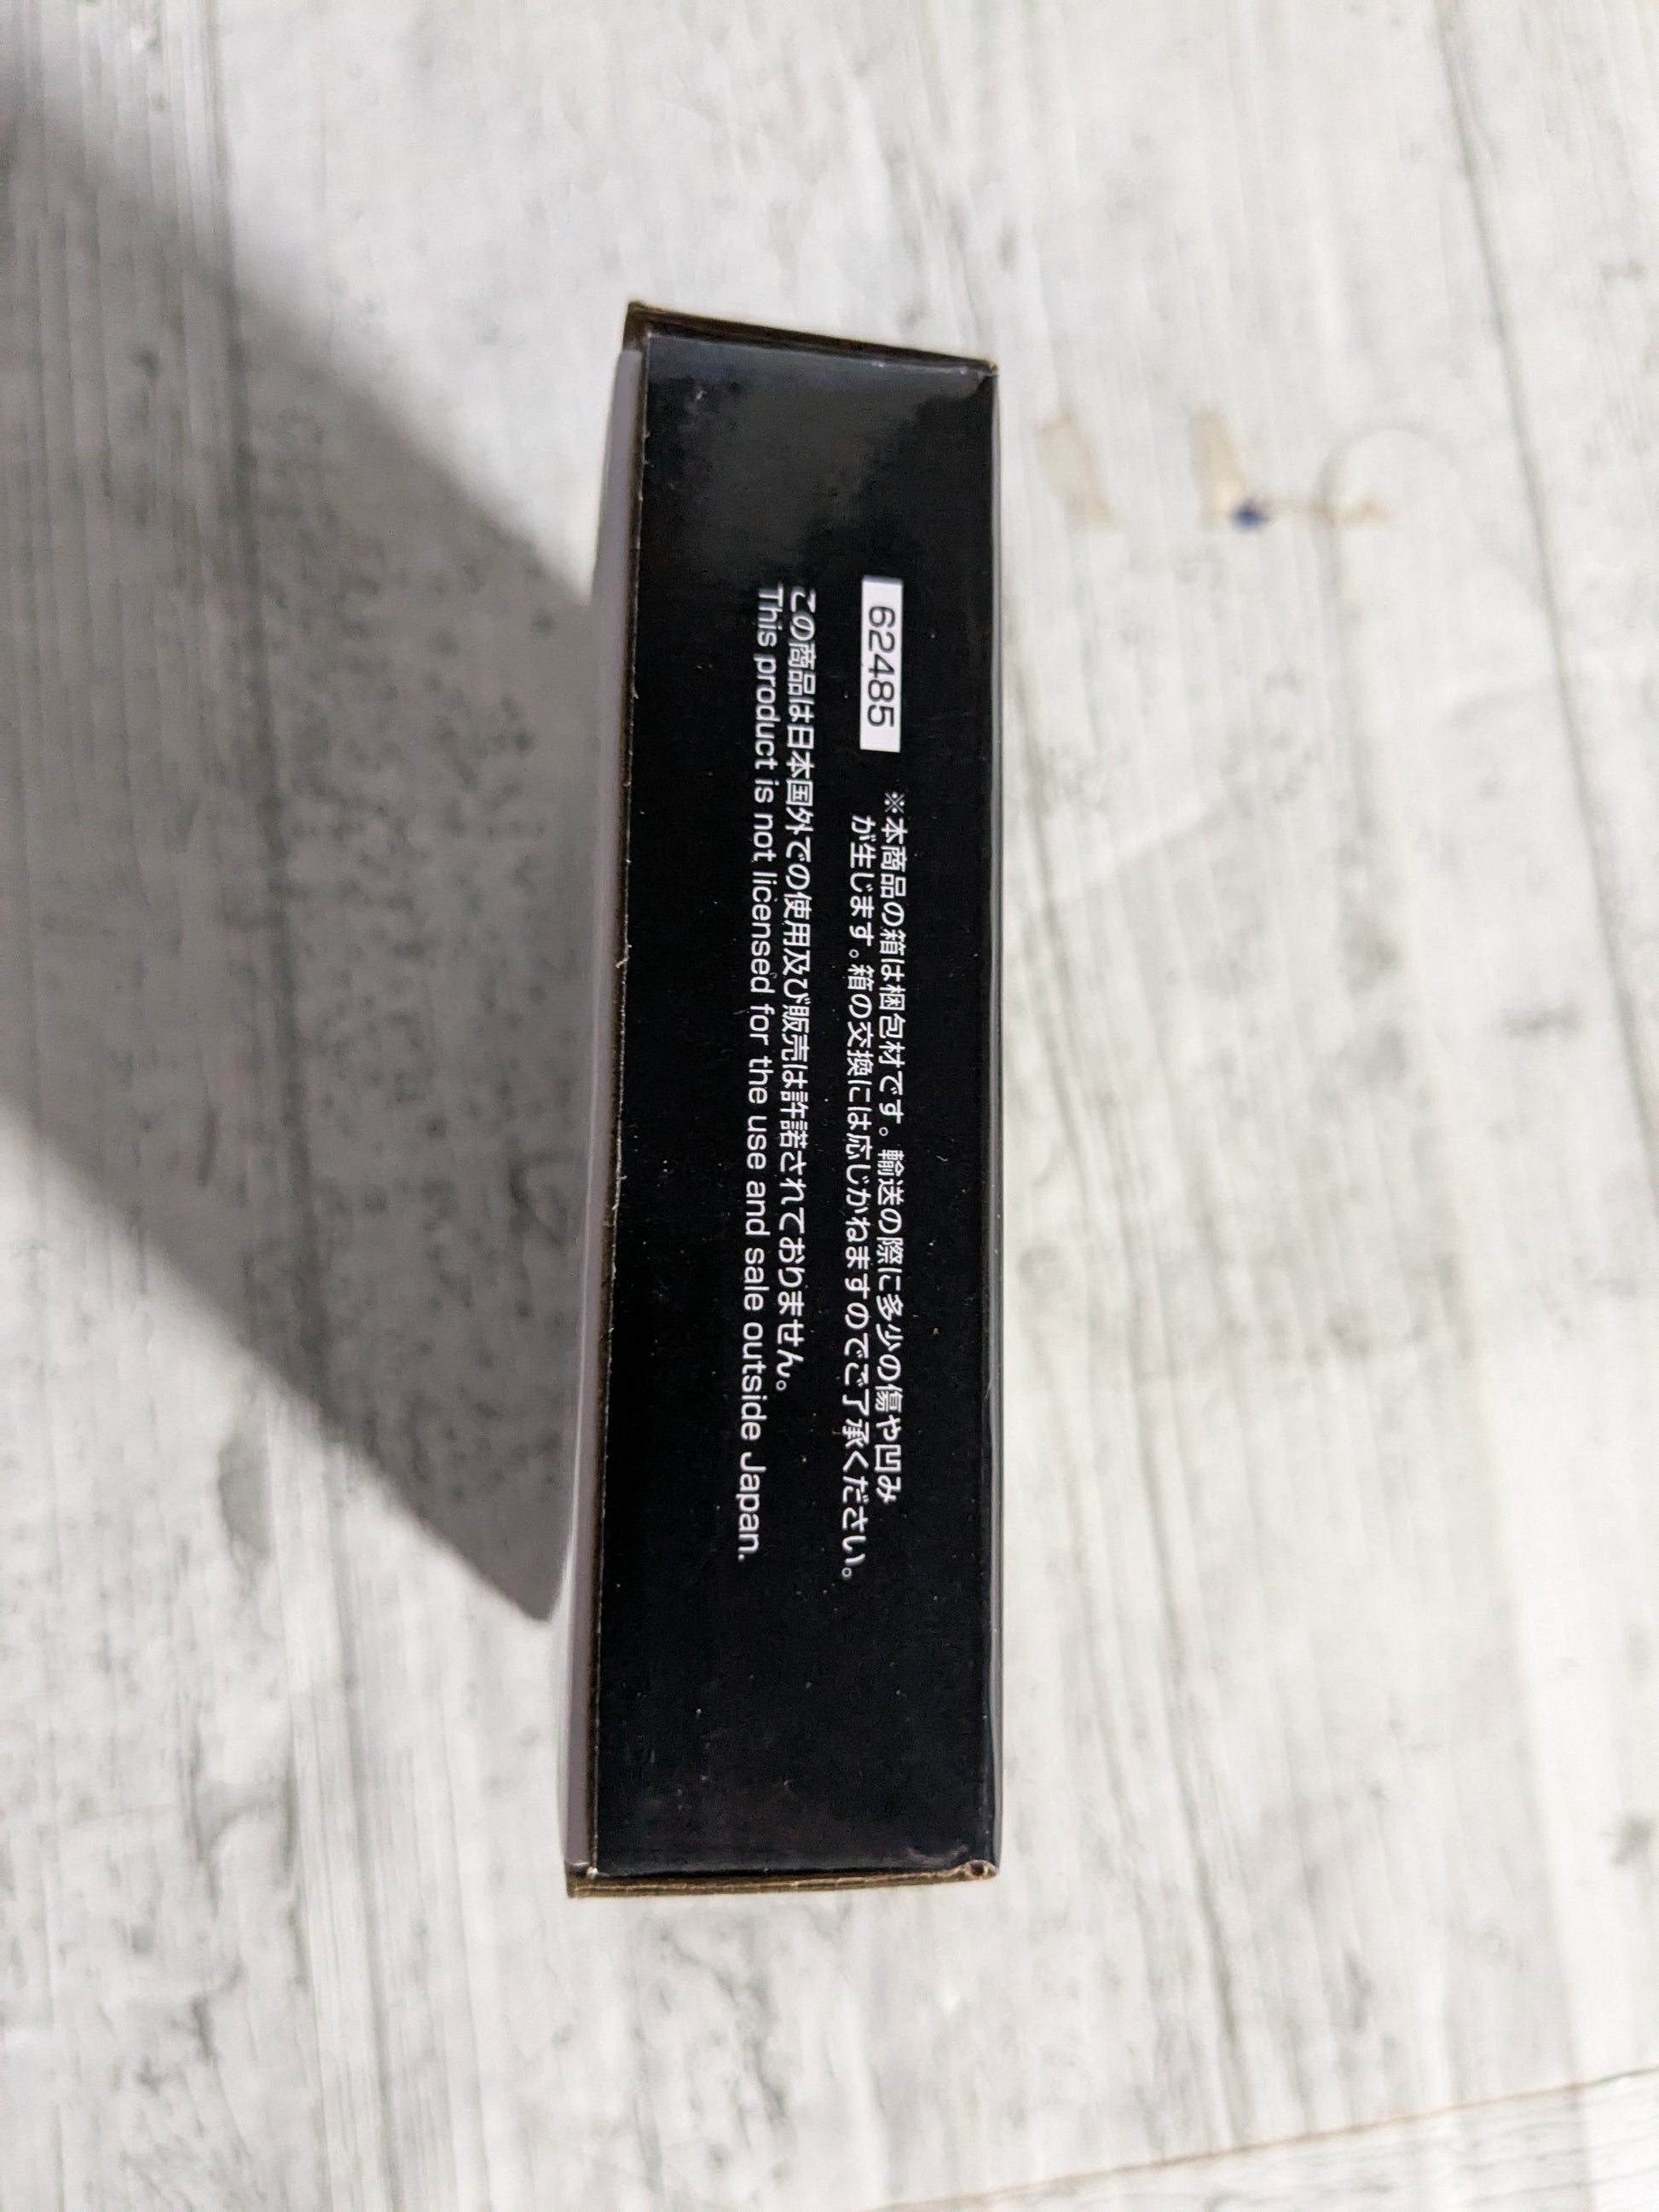 62485
※本商品の箱は梱包材です。輸送の際に多少の傷や凹み
が生じます。箱の交換には応じかねますのでご了承ください。
この商品は日本国外での使用及び販売は許諾されておりません。
This product is not licensed for the use and sale outside Japan.